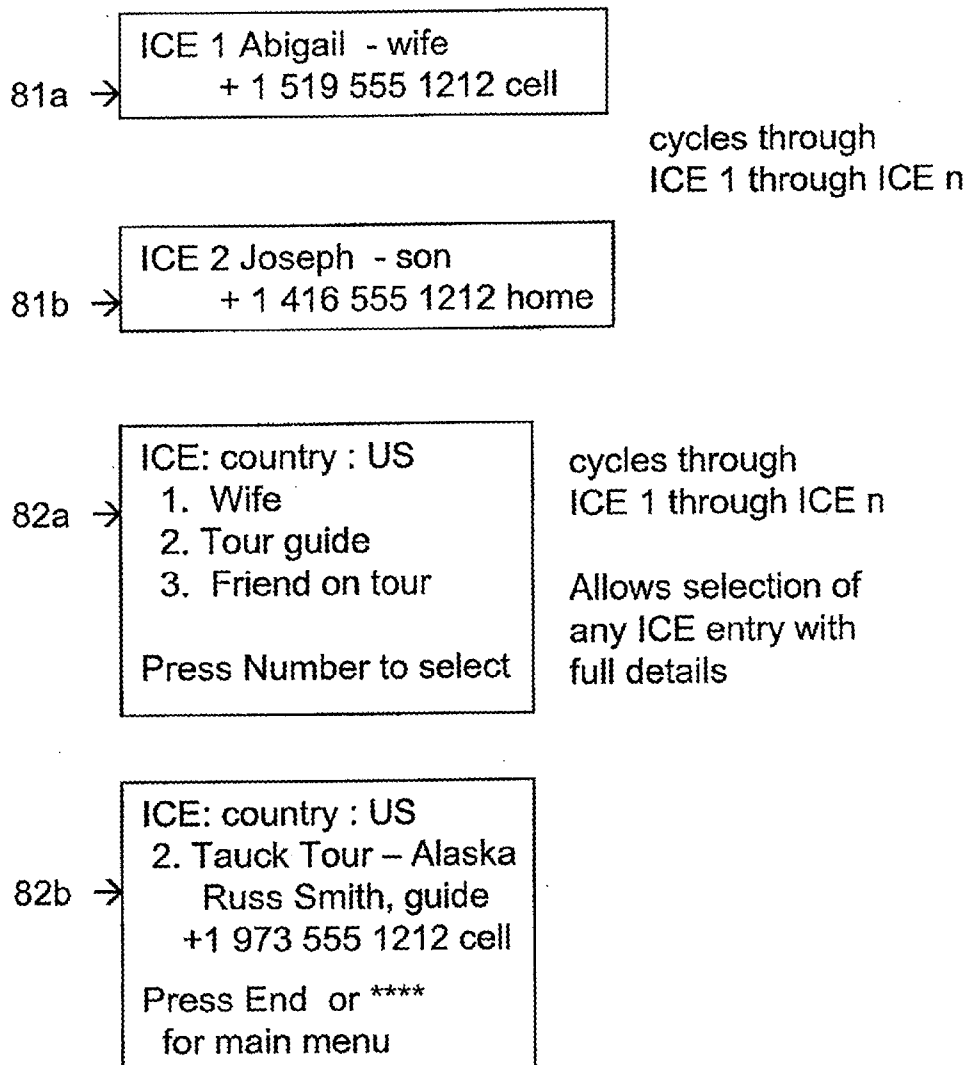 ICE 1 Abigail - wife
81a → + 1 519 555 1212 cell
cycles through
ICE 1 through ICE n
ICE 2 Joseph - son
81b → + 1 416 555 1212 home
ICE: country : US
82a → 1. Wife
2. Tour guide
3. Friend on tour
Press Number to select
cycles through
ICE 1 through ICE n
Allows selection of
any ICE entry with
full details
ICE: country : US
2. Tauck Tour – Alaska
82b → Russ Smith, guide
+1 973 555 1212 cell
Press End or ****
for main menu